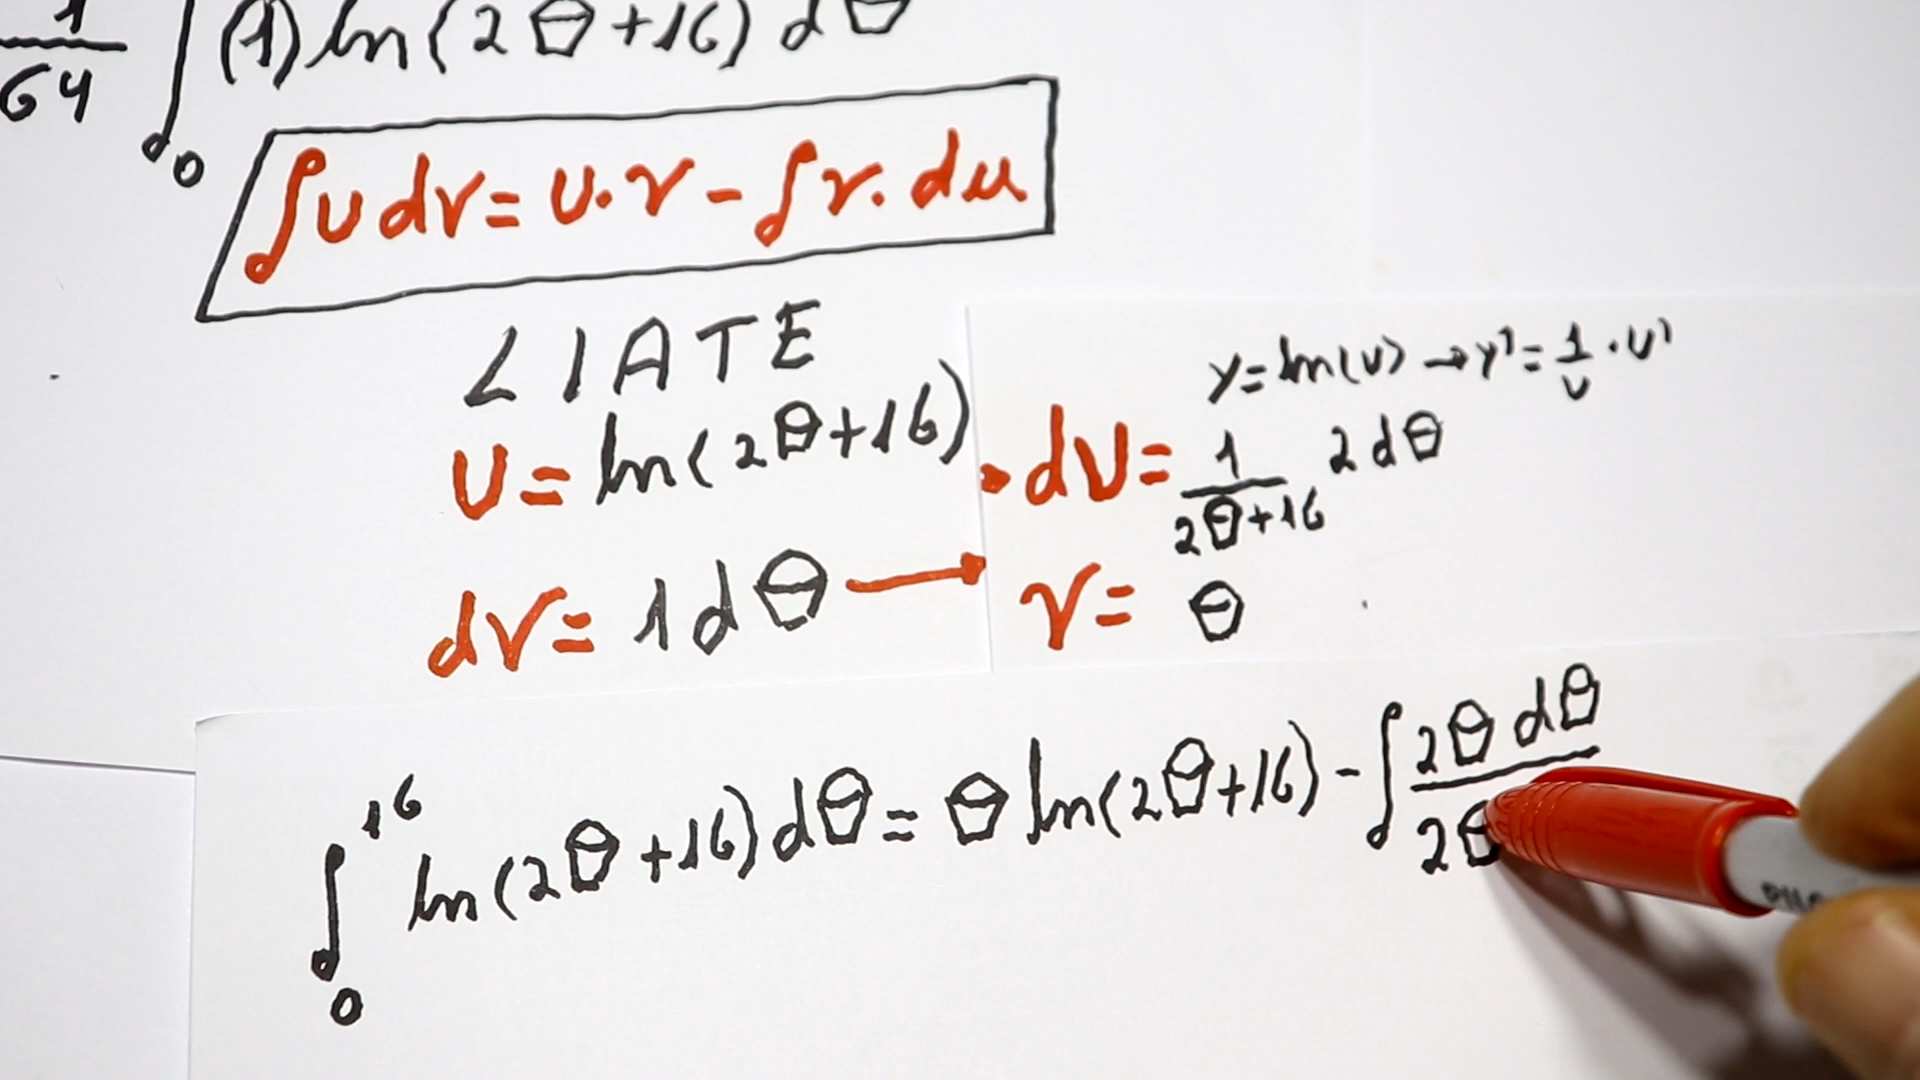 1/64 ∫₀ (1) ln(2θ+16) dθ
∫u dv = u·v - ∫v·du
LIATE
y = ln(u) → y' = 1/u · u'
u = ln(2θ+16) → du = 1/(2θ+16) 2dθ
dv = 1dθ → v = θ
∫₀¹⁶ ln(2θ+16) dθ = θ ln(2θ+16) - ∫ 2θ dθ / 2θ